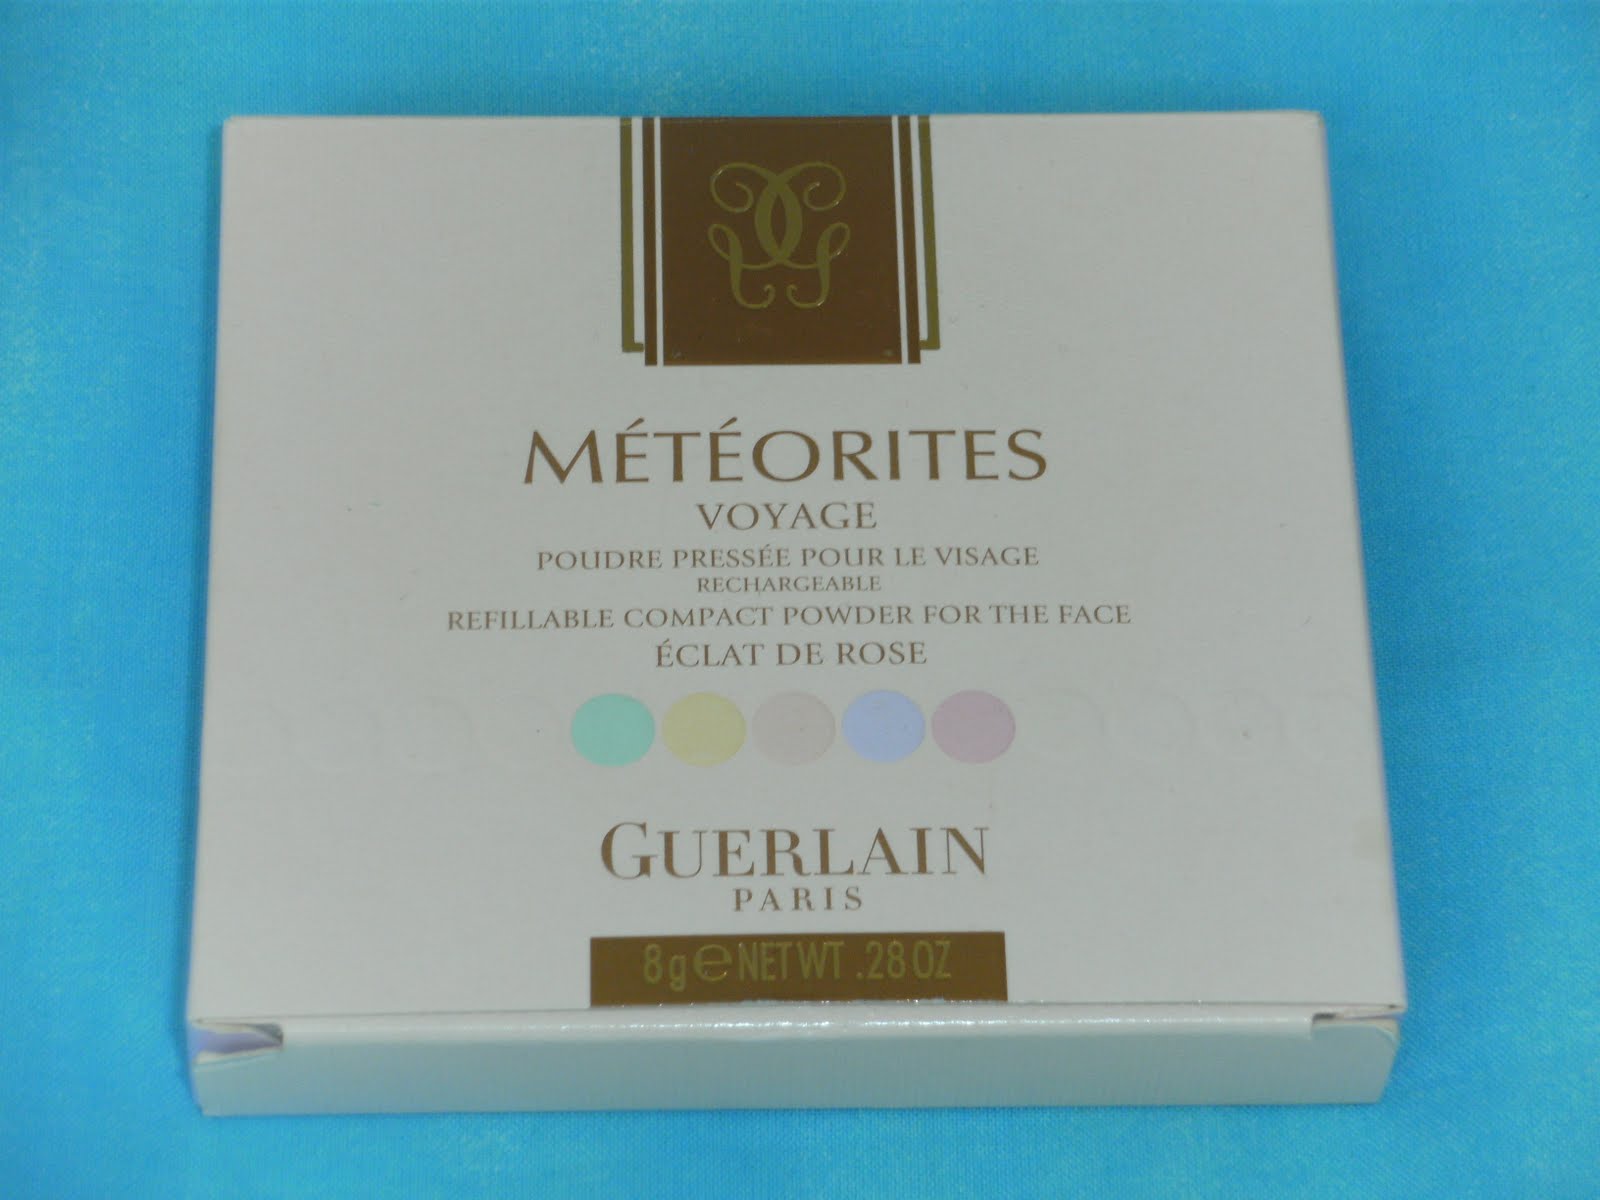 MÉTÉORITES
VOYAGE
POUDRE PRESSÉE POUR LE VISAGE
RECHARGEABLE
REFILLABLE COMPACT POWDER FOR THE FACE
ÉCLAT DE ROSE
GUERLAIN
PARIS
8g℮NET WT .28 OZ